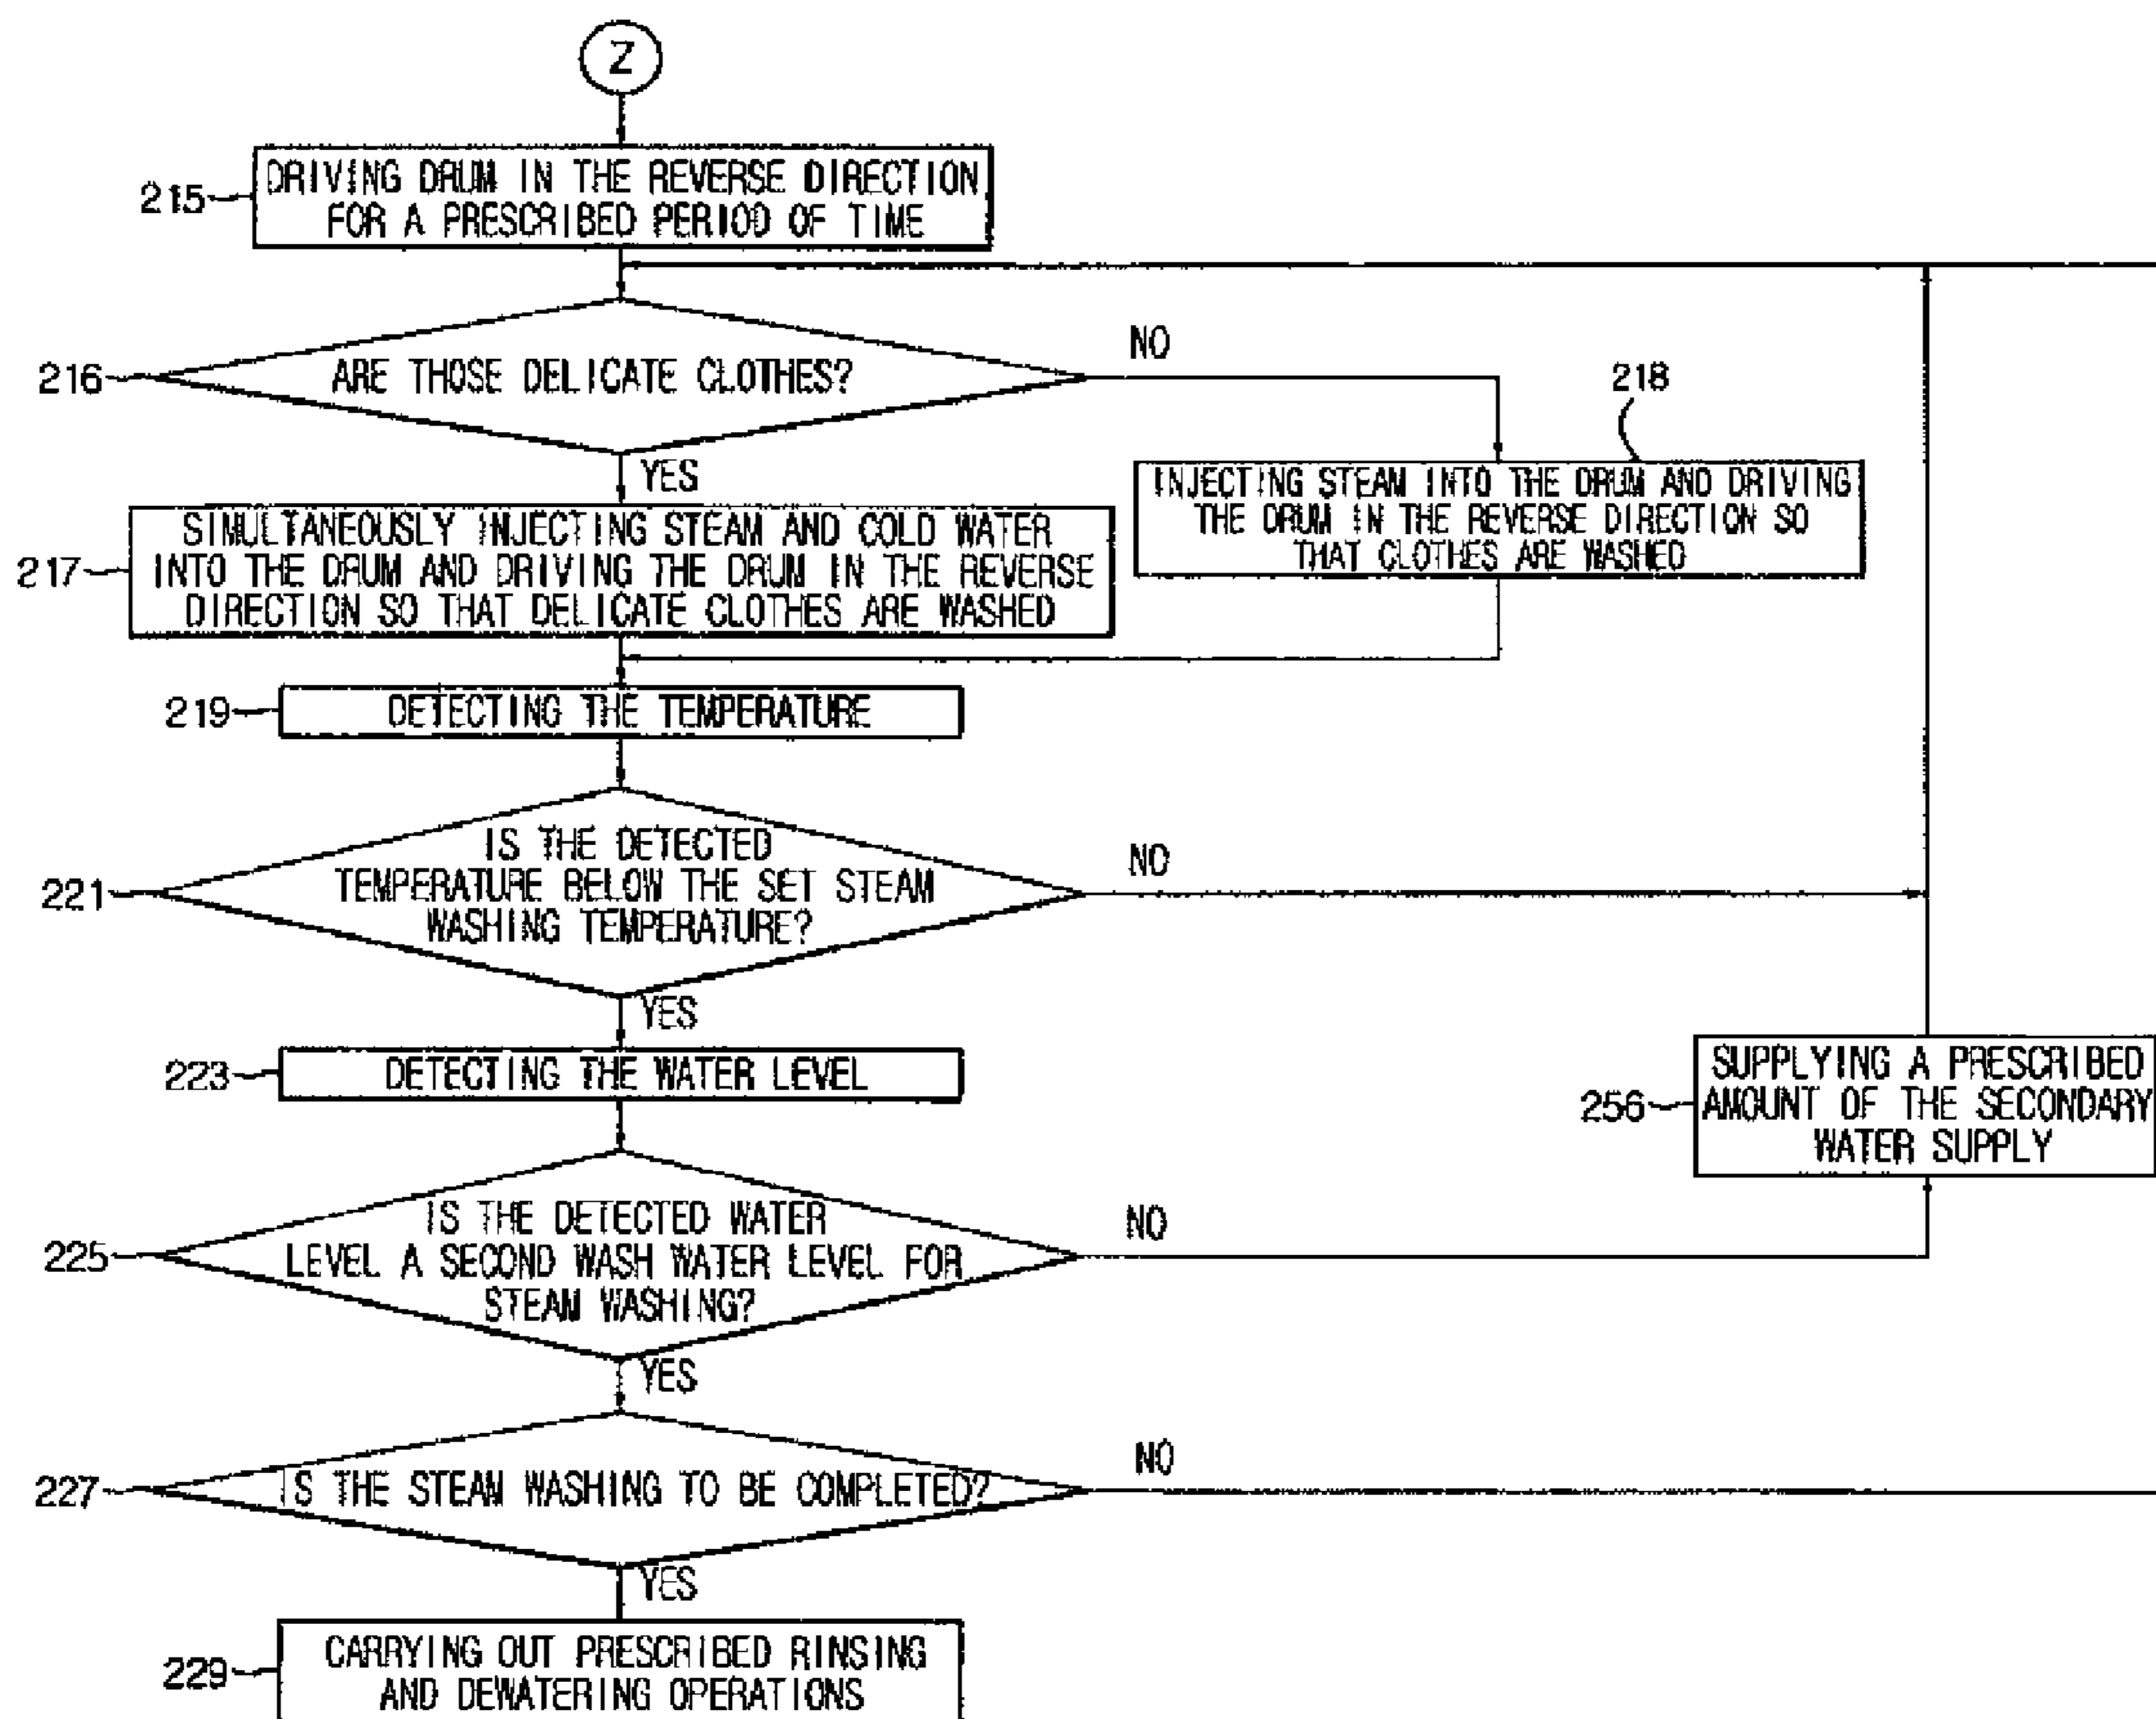 Z
215
DRIVING DRUM IN THE REVERSE DIRECTION
FOR A PRESCRIBED PERIOD OF TIME
216
ARE THOSE DELICATE CLOTHES?
NO
YES
218
INJECTING STEAM INTO THE DRUM AND DRIVING
THE DRUM IN THE REVERSE DIRECTION SO
THAT CLOTHES ARE WASHED
217
SIMULTANEOUSLY INJECTING STEAM AND COLD WATER
INTO THE DRUM AND DRIVING THE DRUM IN THE REVERSE
DIRECTION SO THAT DELICATE CLOTHES ARE WASHED
219
DETECTING THE TEMPERATURE
221
IS THE DETECTED
TEMPERATURE BELOW THE SET STEAM
WASHING TEMPERATURE?
NO
YES
223
DETECTING THE WATER LEVEL
256
SUPPLYING A PRESCRIBED
AMOUNT OF THE SECONDARY
WATER SUPPLY
225
IS THE DETECTED WATER
LEVEL A SECOND WASH WATER LEVEL FOR
STEAM WASHING?
NO
YES
227
IS THE STEAM WASHING TO BE COMPLETED?
NO
YES
229
CARRYING OUT PRESCRIBED RINSING
AND DEWATERING OPERATIONS